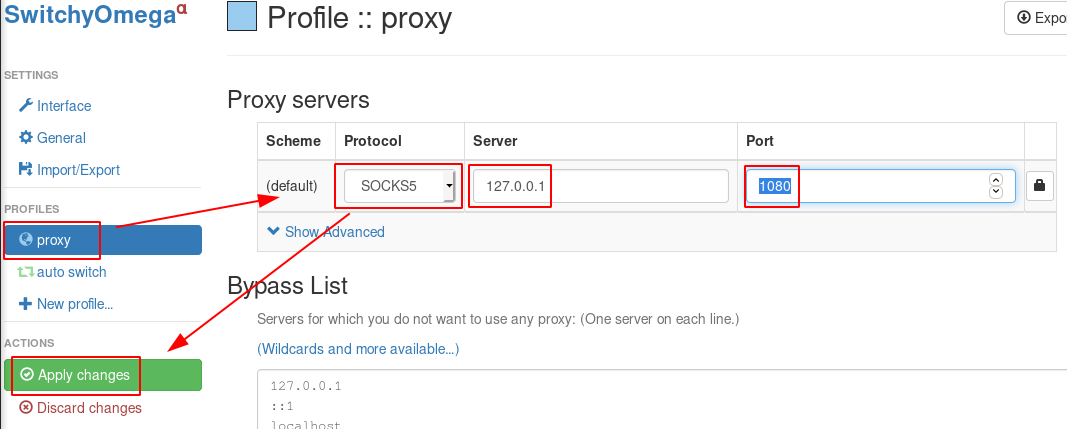 SwitchyOmegaα
Profile :: proxy
Expo
SETTINGS
Interface
General
Import/Export
PROFILES
proxy
auto switch
New profile...
ACTIONS
Apply changes
Discard changes
Proxy servers
Scheme Protocol Server Port
(default) SOCKS5 127.0.0.1 1080
Show Advanced
Bypass List
Servers for which you do not want to use any proxy: (One server on each line.)
(Wildcards and more available...)
127.0.0.1
::1
localhost